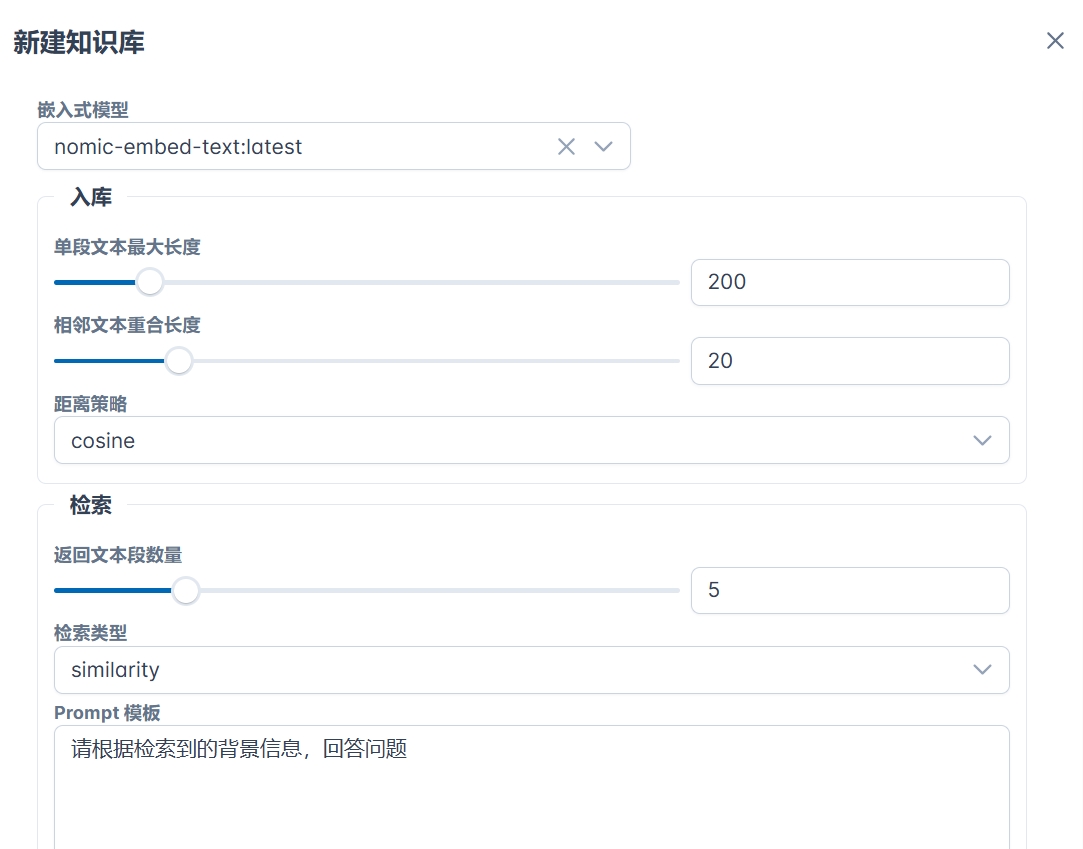 新建知识库
嵌入式模型
nomic-embed-text:latest
入库
单段文本最大长度
200
相邻文本重合长度
20
距离策略
cosine
检索
返回文本段数量
5
检索类型
similarity
Prompt 模板
请根据检索到的背景信息，回答问题